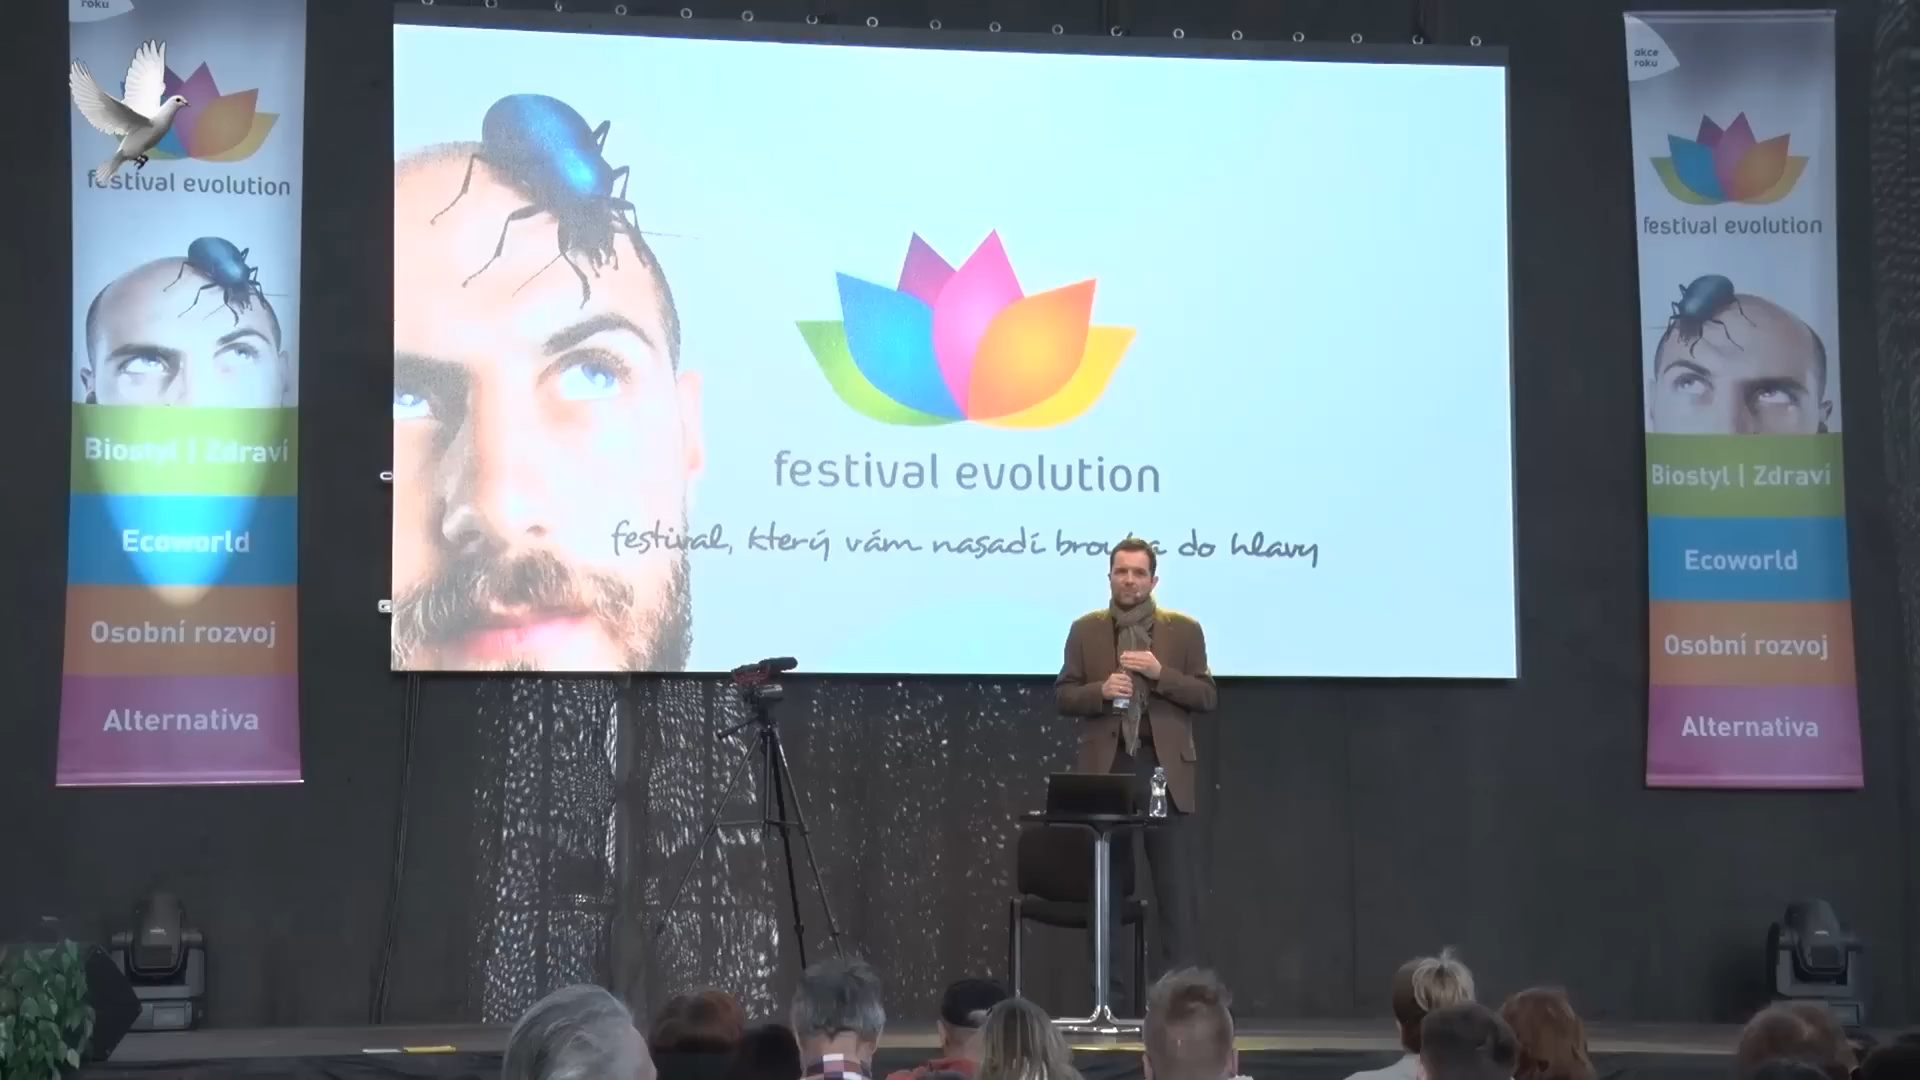 roku
festival evolution
Biostyl | Zdraví
Ecoworld
Osobní rozvoj
Alternativa
festival evolution
festival, který vám nasadí brouka do hlavy
akce
roku
festival evolution
Biostyl | Zdraví
Ecoworld
Osobní rozvoj
Alternativa